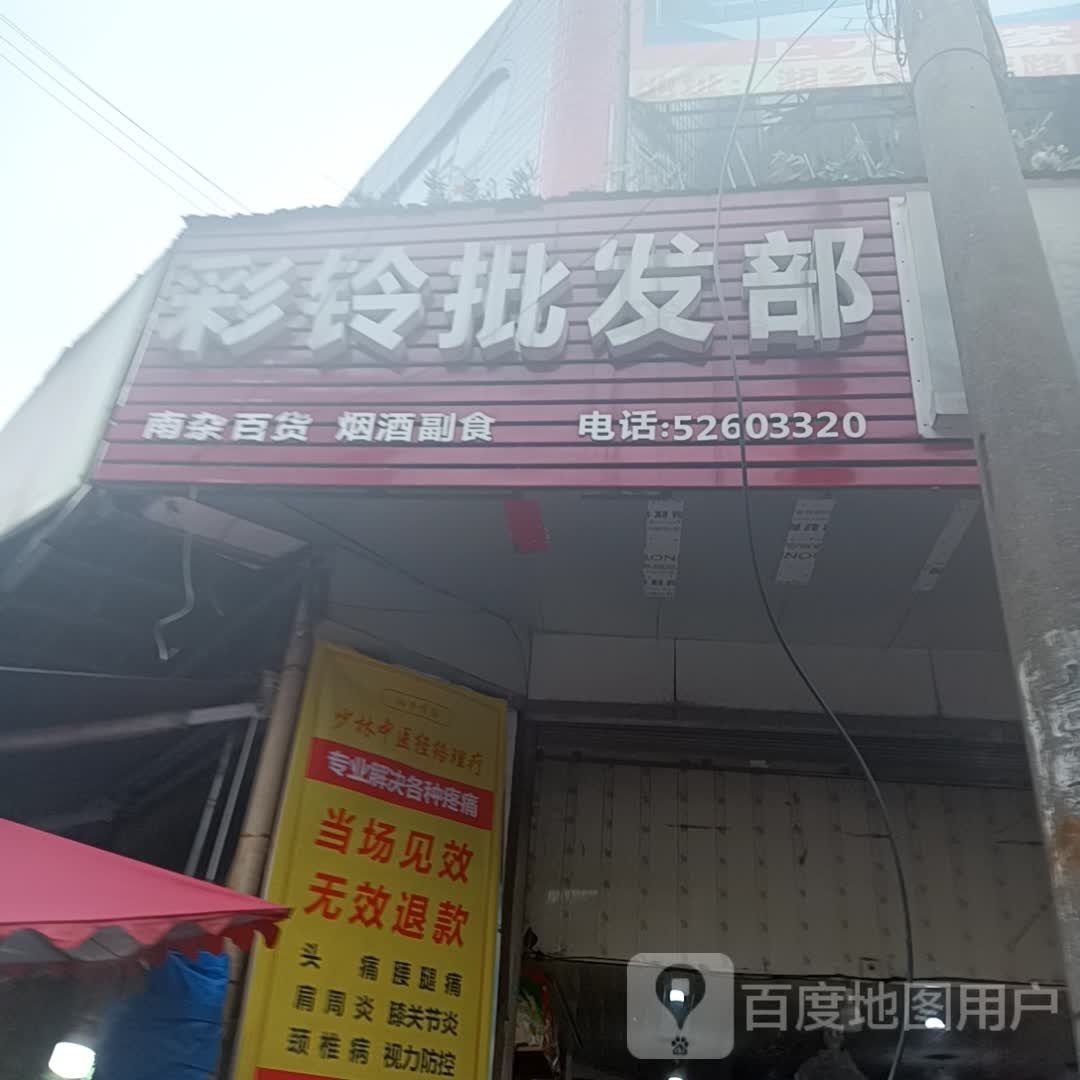 彩铃批发部
南杂百货 烟酒副食 电话:52603320
少林中医经络理疗
专业解决各种疼痛
当场见效
无效退款
头痛 腰腿痛
肩周炎 膝关节炎
颈椎病 视力防控
百度地图用户